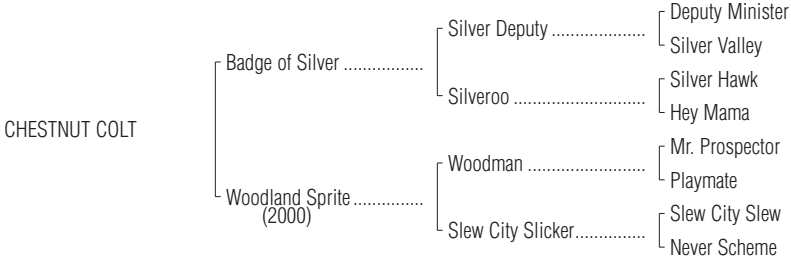 Deputy Minister
Silver Deputy .....................
Silver Valley
Badge of Silver .................
Silver Hawk
Silveroo .............................
Hey Mama
CHESTNUT COLT
Mr. Prospector
Woodman ..........................
Playmate
Woodland Sprite ...............
(2000)
Slew City Slew
Slew City Slicker ...............
Never Scheme